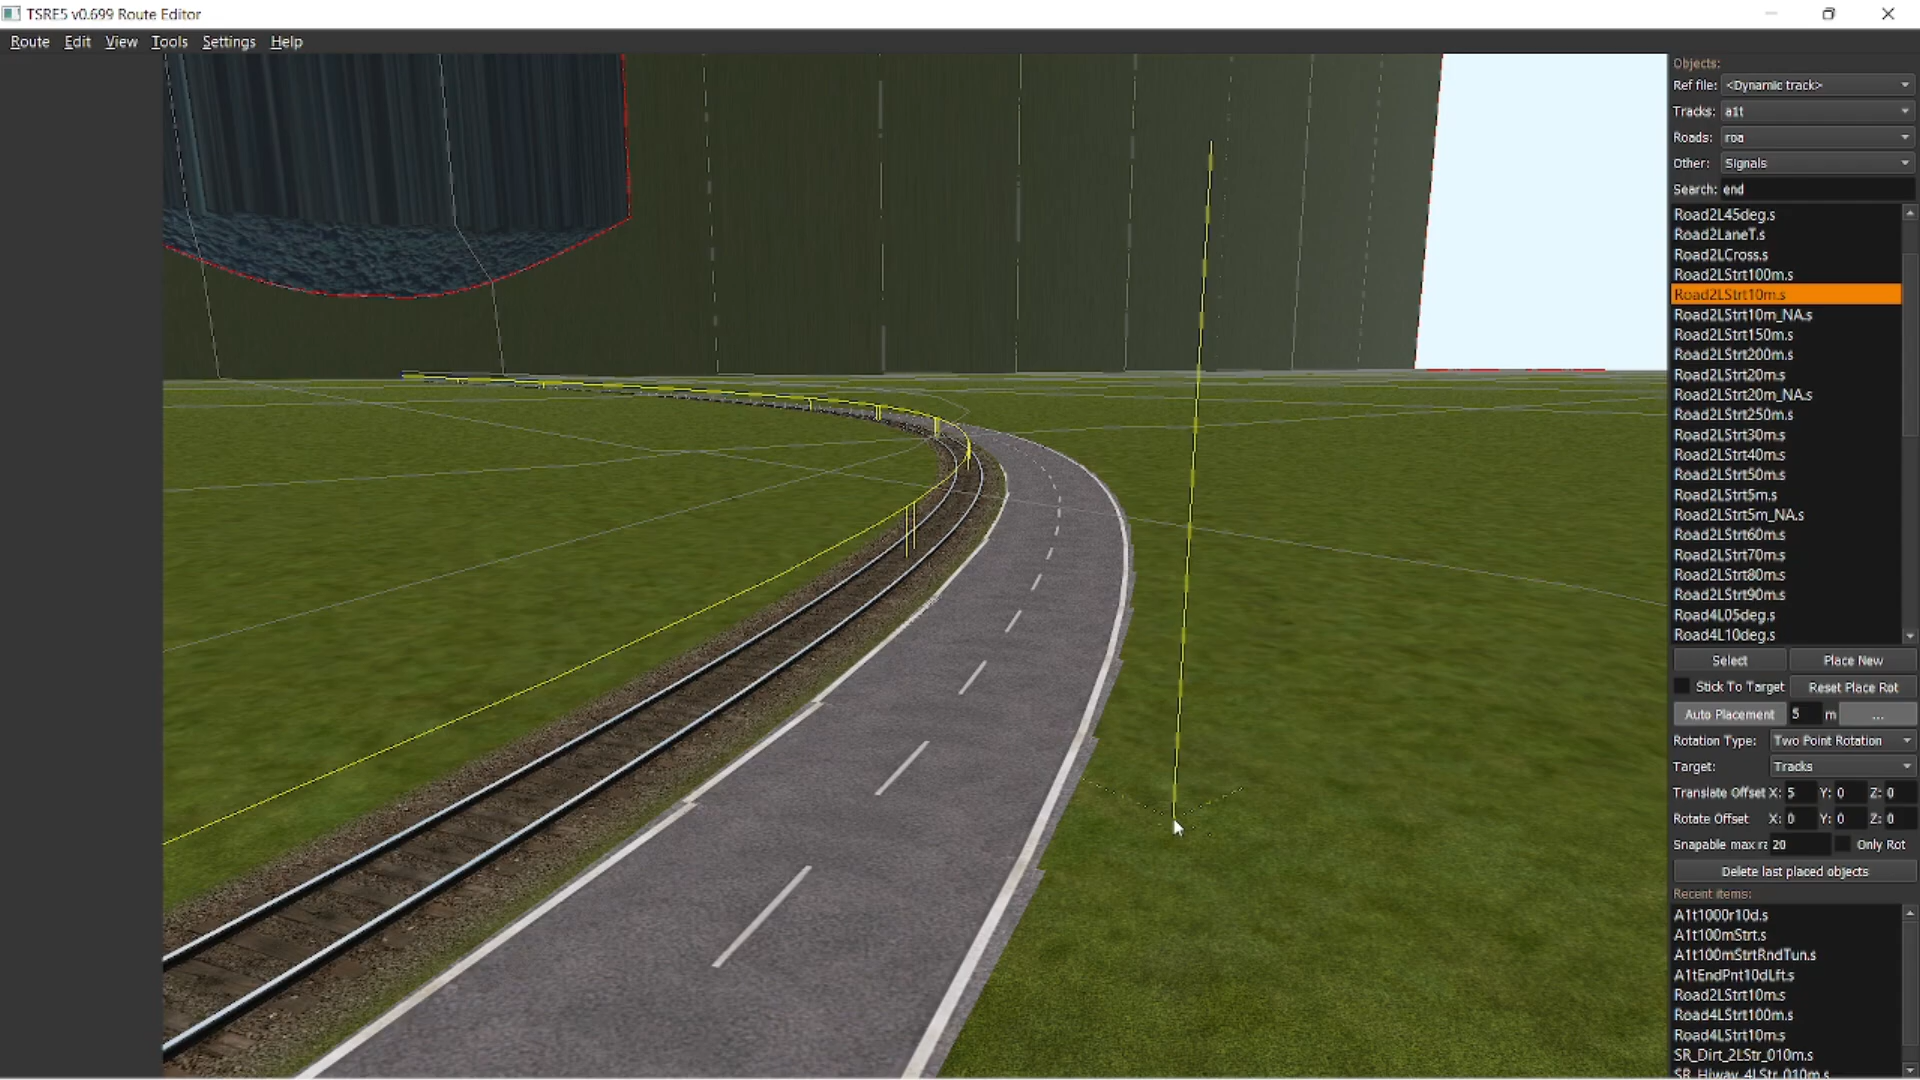 TSRE5 v0.699 Route Editor
Route Edit View Tools Settings Help
Objects:
Ref file: <Dynamic track>
Tracks: a1t
Roads: roa
Other: Signals
Search: end
Road2L45deg.s
Road2LaneT.s
Road2LCross.s
Road2LStrt100m.s
Road2LStrt10m.s
Road2LStrt10m_NA.s
Road2LStrt150m.s
Road2LStrt200m.s
Road2LStrt20m.s
Road2LStrt20m_NA.s
Road2LStrt250m.s
Road2LStrt30m.s
Road2LStrt40m.s
Road2LStrt50m.s
Road2LStrt5m.s
Road2LStrt5m_NA.s
Road2LStrt60m.s
Road2LStrt70m.s
Road2LStrt80m.s
Road2LStrt90m.s
Road4L05deg.s
Road4L10deg.s
Select Place New
Stick To Target Reset Place Rot
Auto Placement 5 m ...
Rotation Type: Two Point Rotation
Target: Tracks
Translate Offset X: 5 Y: 0 Z: 0
Rotate Offset X: 0 Y: 0 Z: 0
Snapable max ra 20 Only Rot
Delete last placed objects
Recent items:
A1t1000r10d.s
A1t100mStrt.s
A1t100mStrtRndTun.s
A1tEndPnt10dLft.s
Road2LStrt10m.s
Road4LStrt100m.s
Road4LStrt10m.s
SR_Dirt_2LStr_010m.s
SR_Hiway_4LStr_010m.s